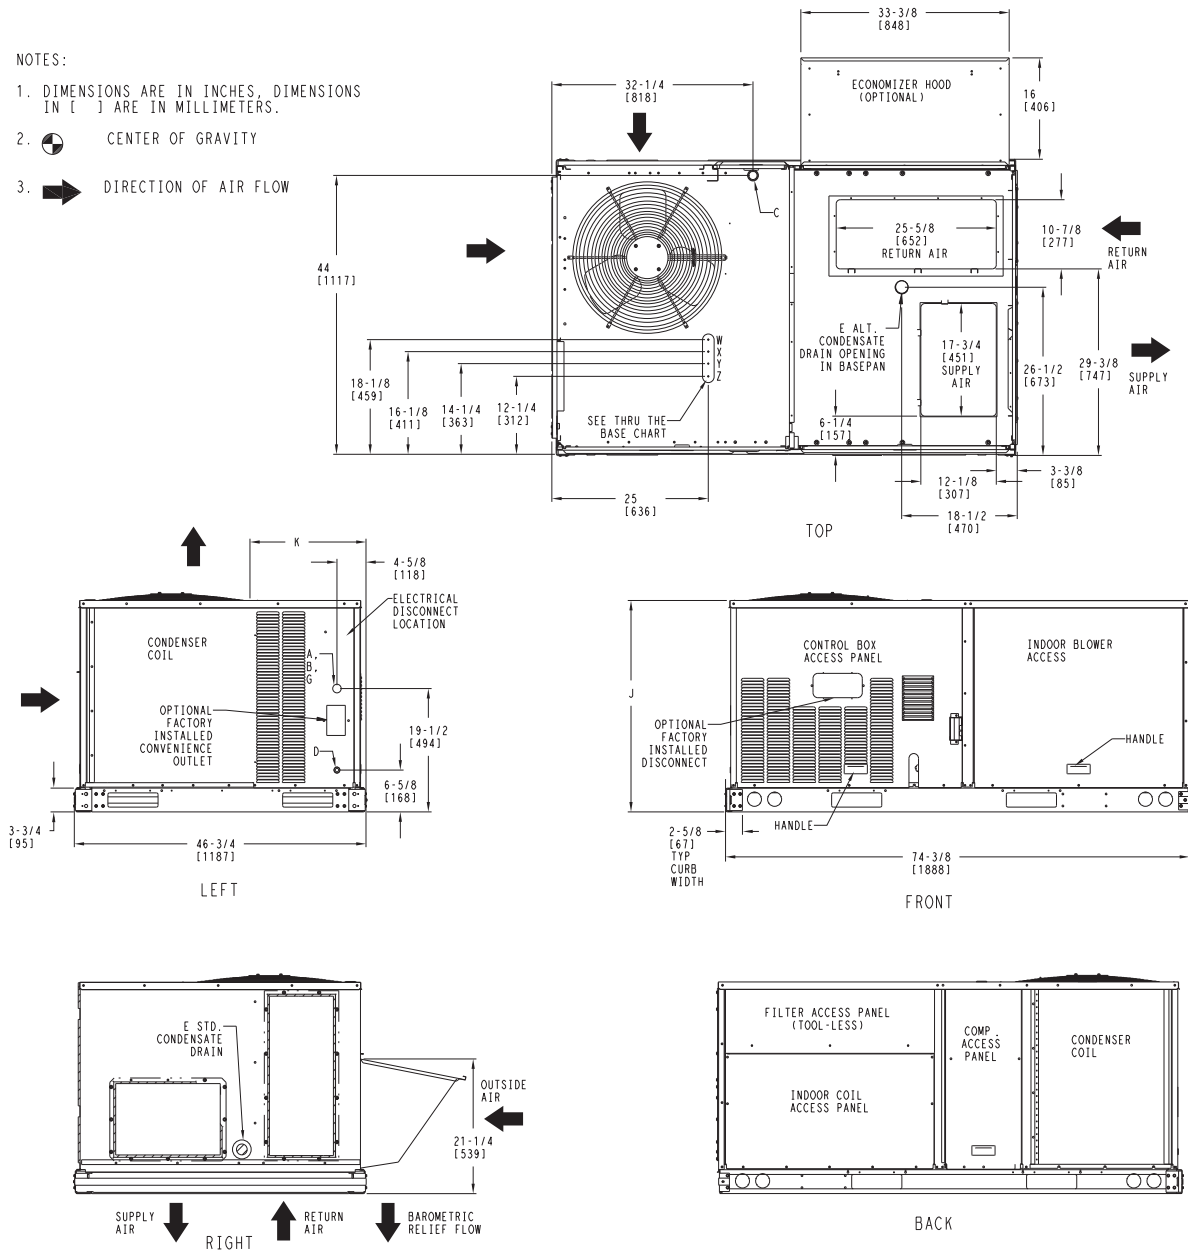 NOTES:
1. DIMENSIONS ARE IN INCHES, DIMENSIONS
IN [ ] ARE IN MILLIMETERS.
2. CENTER OF GRAVITY
3. DIRECTION OF AIR FLOW
33-3/8
[848]
32-1/4
[818]
ECONOMIZER HOOD
(OPTIONAL)
16
[406]
C
44
[1117]
25-5/8
[652]
RETURN AIR
10-7/8
[277]
RETURN
AIR
E ALT.
CONDENSATE
DRAIN OPENING
IN BASEPAN
W
X
Y
Z
17-3/4
[451]
SUPPLY
AIR
26-1/2
[673]
29-3/8
[747]
SUPPLY
AIR
18-1/8
[459]
16-1/8
[411]
14-1/4
[363]
12-1/4
[312]
SEE THRU THE
BASE CHART
6-1/4
[157]
3-3/8
[85]
12-1/8
[307]
18-1/2
[470]
25
[636]
TOP
K
4-5/8
[118]
ELECTRICAL
DISCONNECT
LOCATION
CONDENSER
COIL
A,
B,
G
OPTIONAL
FACTORY
INSTALLED
CONVENIENCE
OUTLET
D
19-1/2
[494]
6-5/8
[168]
3-3/4
[95]
46-3/4
[1187]
LEFT
J
CONTROL BOX
ACCESS PANEL
INDOOR BLOWER
ACCESS
OPTIONAL
FACTORY
INSTALLED
DISCONNECT
HANDLE
HANDLE
2-5/8
[67]
TYP
CURB
WIDTH
74-3/8
[1888]
FRONT
E STD.
CONDENSATE
DRAIN
OUTSIDE
AIR
21-1/4
[539]
SUPPLY
AIR
RETURN
AIR
BAROMETRIC
RELIEF FLOW
RIGHT
FILTER ACCESS PANEL
(TOOL-LESS)
COMP.
ACCESS
PANEL
CONDENSER
COIL
INDOOR COIL
ACCESS PANEL
BACK